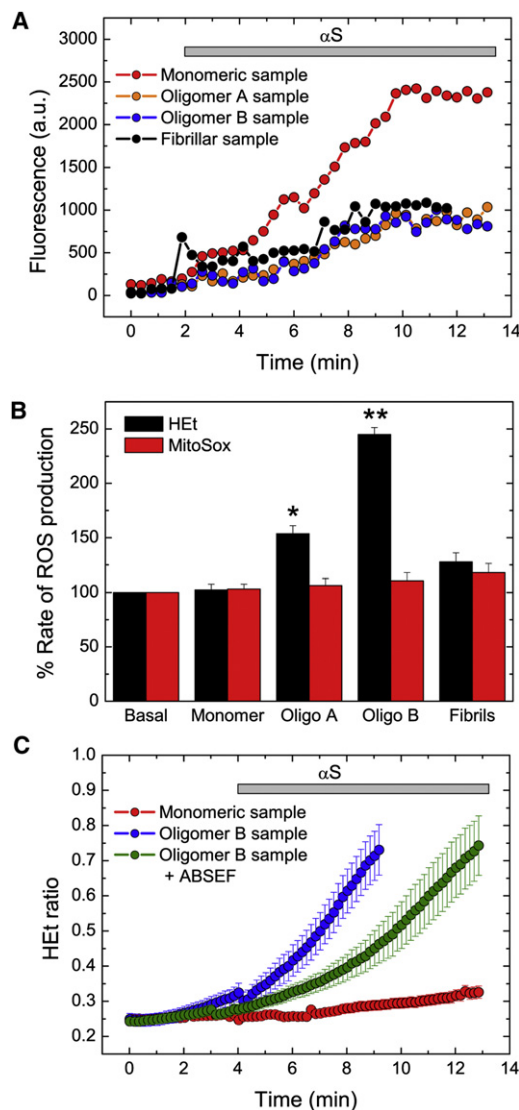 A
αS
Monomeric sample
Oligomer A sample
Oligomer B sample
Fibrillar sample
Fluorescence (a.u.)
3000
2500
2000
1500
1000
500
0
0 2 4 6 8 10 12 14
Time (min)
B
HEt
MitoSox
*
**
% Rate of ROS production
250
200
150
100
50
0
Basal Monomer Oligo A Oligo B Fibrils
C
αS
Monomeric sample
Oligomer B sample
Oligomer B sample
+ ABSEF
HEt ratio
1.0
0.9
0.8
0.7
0.6
0.5
0.4
0.3
0.2
0 2 4 6 8 10 12 14
Time (min)